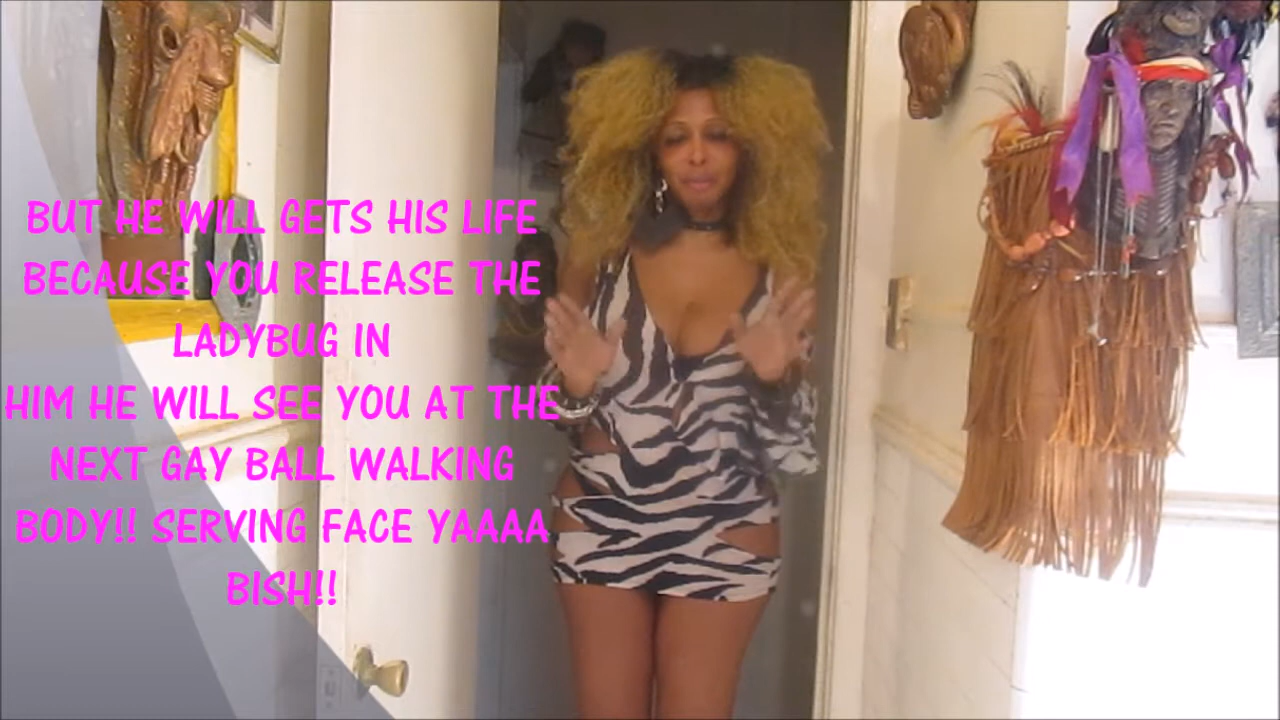 BUT HE WILL GETS HIS LIFE
BECAUSE YOU RELEASE THE
LADYBUG IN
HIM HE WILL SEE YOU AT THE
NEXT GAY BALL WALKING
BODY!! SERVING FACE YAAAA
BISH!!